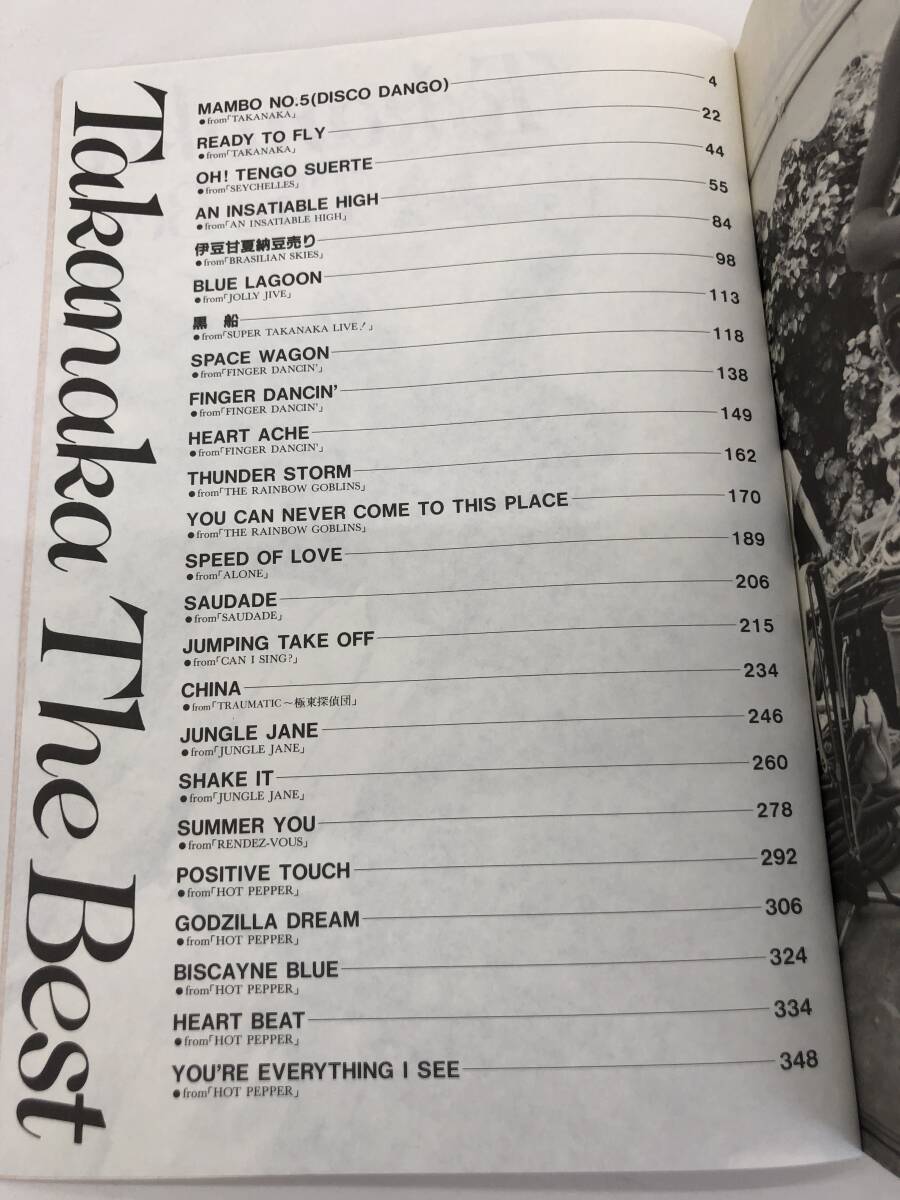 Takanaka The Best
MAMBO NO.5(DISCO DANGO) 4
●from「TAKANAKA」
READY TO FLY 22
●from「TAKANAKA」
OH! TENGO SUERTE 44
●from「SEYCHELLES」
AN INSATIABLE HIGH 55
●from「AN INSATIABLE HIGH」
伊豆甘夏納豆売り 84
●from「BRASILIAN SKIES」
BLUE LAGOON 98
●from「JOLLY JIVE」
黒 船 113
●from「SUPER TAKANAKA LIVE!」
SPACE WAGON 118
●from「FINGER DANCIN'」
FINGER DANCIN' 138
●from「FINGER DANCIN'」
HEART ACHE 149
●from「FINGER DANCIN'」
THUNDER STORM 162
●from「THE RAINBOW GOBLINS」
YOU CAN NEVER COME TO THIS PLACE 170
●from「THE RAINBOW GOBLINS」
SPEED OF LOVE 189
●from「ALONE」
SAUDADE 206
●from「SAUDADE」
JUMPING TAKE OFF 215
●from「CAN I SING?」
CHINA 234
●from「TRAUMATIC～極東探偵団」
JUNGLE JANE 246
●from「JUNGLE JANE」
SHAKE IT 260
●from「JUNGLE JANE」
SUMMER YOU 278
●from「RENDEZ-VOUS」
POSITIVE TOUCH 292
●from「HOT PEPPER」
GODZILLA DREAM 306
●from「HOT PEPPER」
BISCAYNE BLUE 324
●from「HOT PEPPER」
HEART BEAT 334
●from「HOT PEPPER」
YOU'RE EVERYTHING I SEE 348
●from「HOT PEPPER」